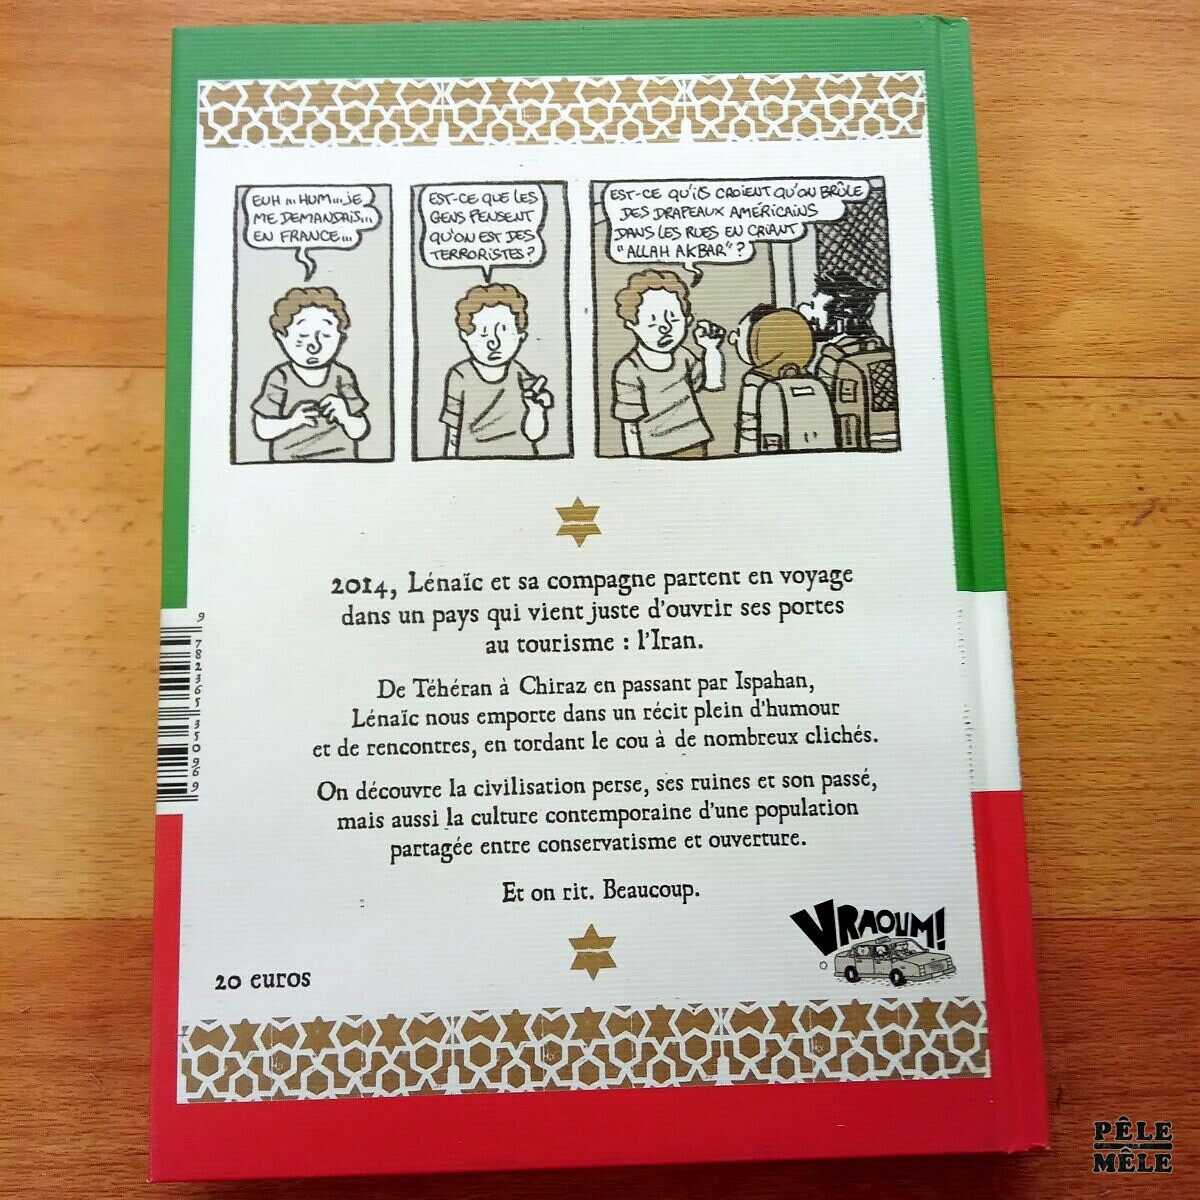 EUH...HUM...JE
ME DEMANDAIS...
EN FRANCE...
EST-CE QUE LES
GENS PENSENT
QU'ON EST DES
TERRORISTES?
EST-CE QU'ILS CROIENT QU'ON BRÛLE
DES DRAPEAUX AMÉRICAINS
DANS LES RUES EN CRIANT
"ALLAH AKBAR"?
2014, Lénaïc et sa compagne partent en voyage
dans un pays qui vient juste d'ouvrir ses portes
au tourisme : l'Iran.
De Téhéran à Chiraz en passant par Ispahan,
Lénaïc nous emporte dans un récit plein d'humour
et de rencontres, en tordant le cou à de nombreux clichés.
On découvre la civilisation perse, ses ruines et son passé,
mais aussi la culture contemporaine d'une population
partagée entre conservatisme et ouverture.
Et on rit. Beaucoup.
VRAOUM!
20 euros
9 782365 350969
PÊLE
MÊLE